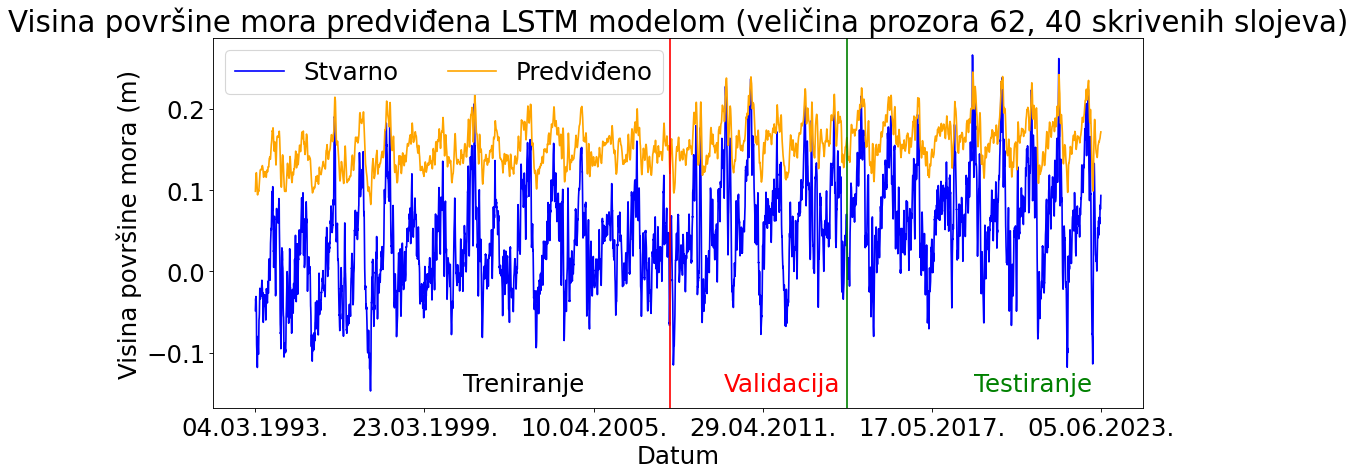 Visina površine mora predviđena LSTM modelom (veličina prozora 62, 40 skrivenih slojeva)
Stvarno
Predviđeno
Visina površine mora (m)
0.2
0.1
0.0
−0.1
Treniranje
Validacija
Testiranje
04.03.1993.
23.03.1999.
10.04.2005.
29.04.2011.
17.05.2017.
05.06.2023.
Datum